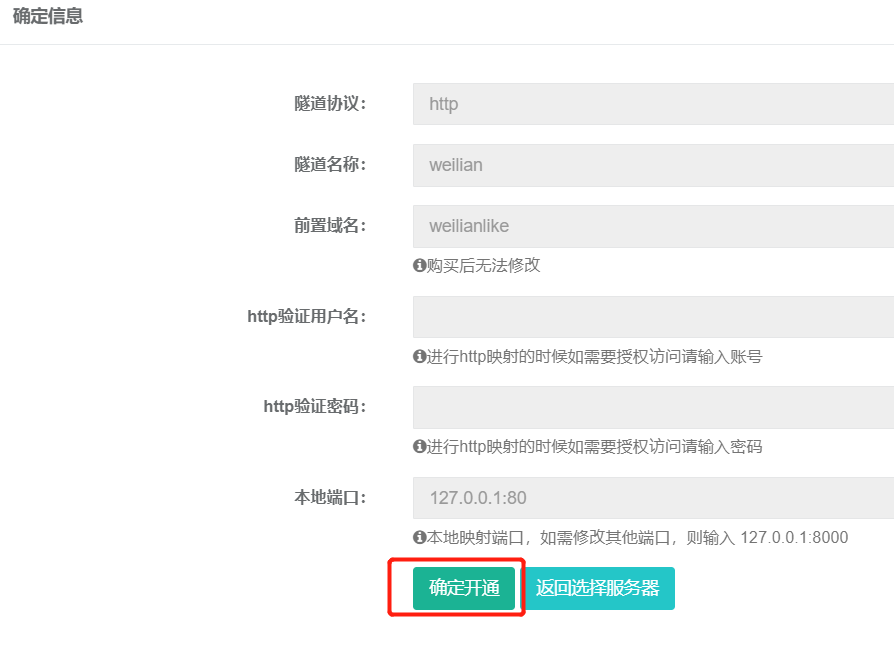 确定信息
隧道协议： http
隧道名称： weilian
前置域名： weilianlike
购买后无法修改
http验证用户名：
进行http映射的时候如需要授权访问请输入账号
http验证密码：
进行http映射的时候如需要授权访问请输入密码
本地端口： 127.0.0.1:80
本地映射端口，如需修改其他端口，则输入 127.0.0.1:8000
确定开通 返回选择服务器